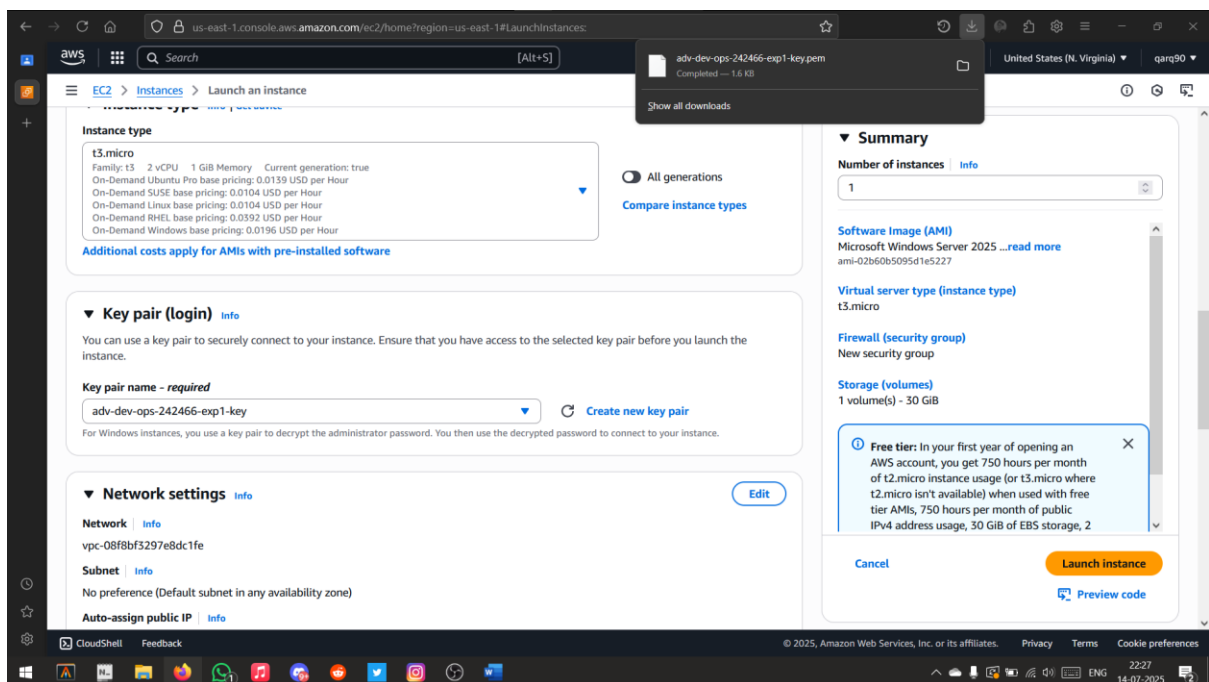 us-east-1.console.aws.amazon.com/ec2/home?region=us-east-1#LaunchInstances:
aws
Search
[Alt+S]
adv-dev-ops-242466-exp1-key.pem
Completed — 1.6 KB
Show all downloads
United States (N. Virginia)
qarq90
EC2 > Instances > Launch an instance
Instance type
t3.micro
Family: t3 2 vCPU 1 GiB Memory Current generation: true
On-Demand Ubuntu Pro base pricing: 0.0139 USD per Hour
On-Demand SUSE base pricing: 0.0104 USD per Hour
On-Demand Linux base pricing: 0.0104 USD per Hour
On-Demand RHEL base pricing: 0.0392 USD per Hour
On-Demand Windows base pricing: 0.0196 USD per Hour
All generations
Compare instance types
Additional costs apply for AMIs with pre-installed software
Key pair (login) Info
You can use a key pair to securely connect to your instance. Ensure that you have access to the selected key pair before you launch the
instance.
Key pair name - required
adv-dev-ops-242466-exp1-key
Create new key pair
For Windows instances, you use a key pair to decrypt the administrator password. You then use the decrypted password to connect to your instance.
Network settings Info
Edit
Network Info
vpc-08f8bf3297e8dc1fe
Subnet Info
No preference (Default subnet in any availability zone)
Auto-assign public IP Info
Summary
Number of instances Info
1
Software Image (AMI)
Microsoft Windows Server 2025 ...read more
ami-02b60b5095d1e5227
Virtual server type (instance type)
t3.micro
Firewall (security group)
New security group
Storage (volumes)
1 volume(s) - 30 GiB
Free tier: In your first year of opening an
AWS account, you get 750 hours per month
of t2.micro instance usage (or t3.micro where
t2.micro isn't available) when used with free
tier AMIs, 750 hours per month of public
IPv4 address usage, 30 GiB of EBS storage, 2
Cancel
Launch instance
Preview code
CloudShell Feedback
© 2025, Amazon Web Services, Inc. or its affiliates. Privacy Terms Cookie preferences
ENG
22:27
14-07-2025